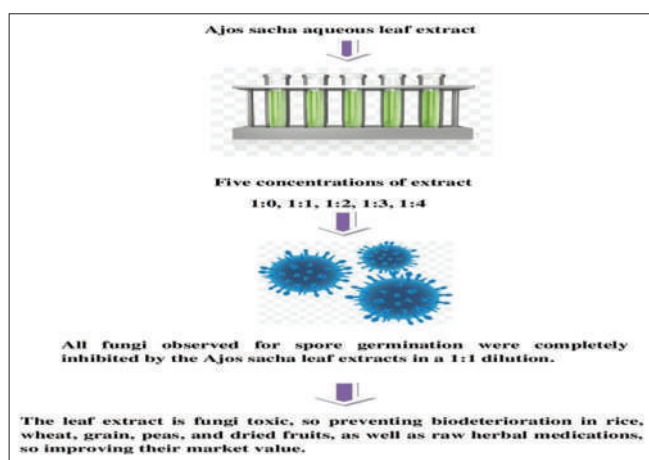 Ajos sacha aqueous leaf extract
Five concentrations of extract
1:0, 1:1, 1:2, 1:3, 1:4
All fungi observed for spore germination were completely
inhibited by the Ajos sacha leaf extracts in a 1:1 dilution.
The leaf extract is fungi toxic, so preventing biodeterioration in rice,
wheat, grain, peas, and dried fruits, as well as raw herbal medications,
so improving their market value.